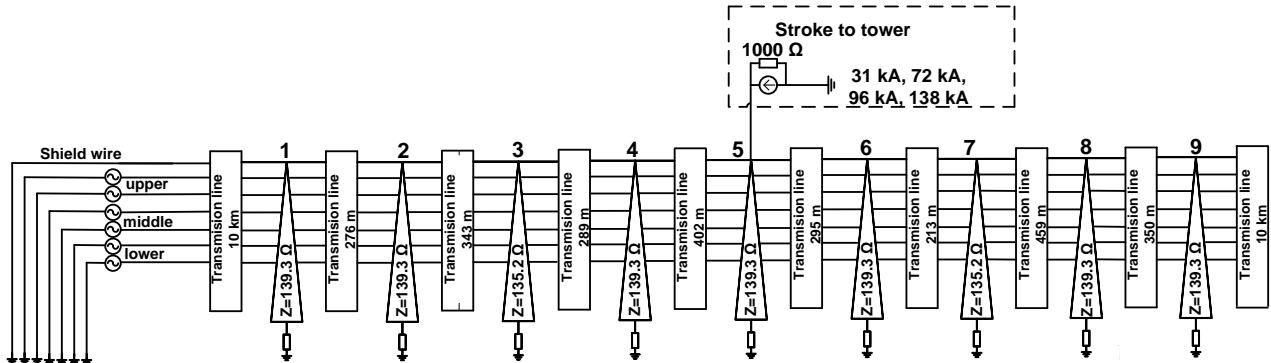 Stroke to tower
1000 Ω
31 kA, 72 kA,
96 kA, 138 kA
Shield wire
upper
middle
lower
Transmision line
10 km
1
Z=139.3 Ω
Transmision line
276 m
2
Z=139.3 Ω
Transmision line
343 m
3
Z=135.2 Ω
Transmision line
289 m
4
Z=139.3 Ω
Transmision line
402 m
5
Z=139.3 Ω
Transmision line
295 m
6
Z=139.3 Ω
Transmision line
213 m
7
Z=135.2 Ω
Transmision line
459 m
8
Z=139.3 Ω
Transmision line
350 m
9
Z=139.3 Ω
Transmision line
10 km